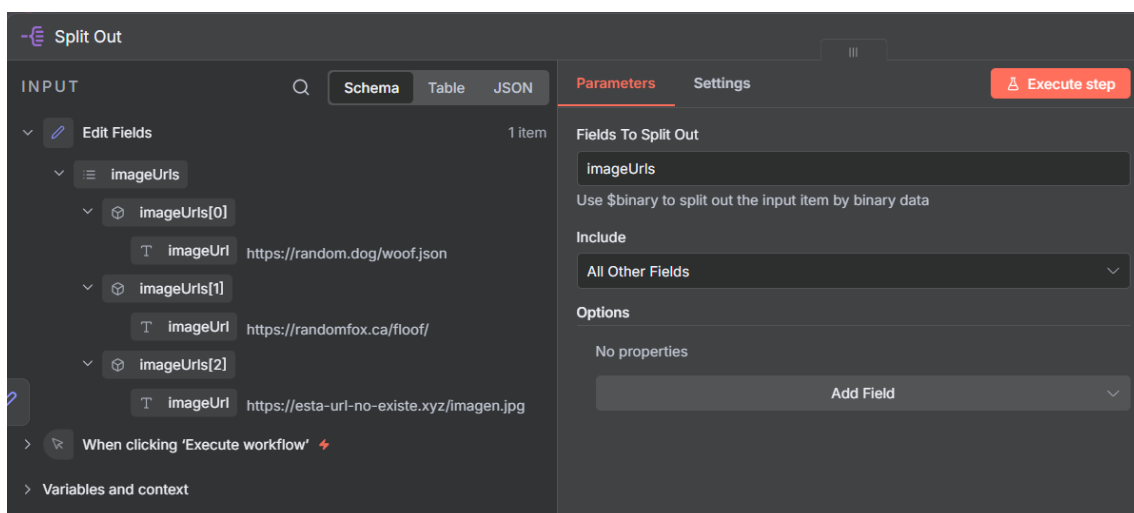 Split Out
INPUT
Schema
Table
JSON
Edit Fields
1 item
imageUrls
imageUrls[0]
imageUrl
https://random.dog/woof.json
imageUrls[1]
imageUrl
https://randomfox.ca/floof/
imageUrls[2]
imageUrl
https://esta-url-no-existe.xyz/imagen.jpg
When clicking ‘Execute workflow’
Variables and context
Parameters
Settings
Execute step
Fields To Split Out
imageUrls
Use $binary to split out the input item by binary data
Include
All Other Fields
Options
No properties
Add Field